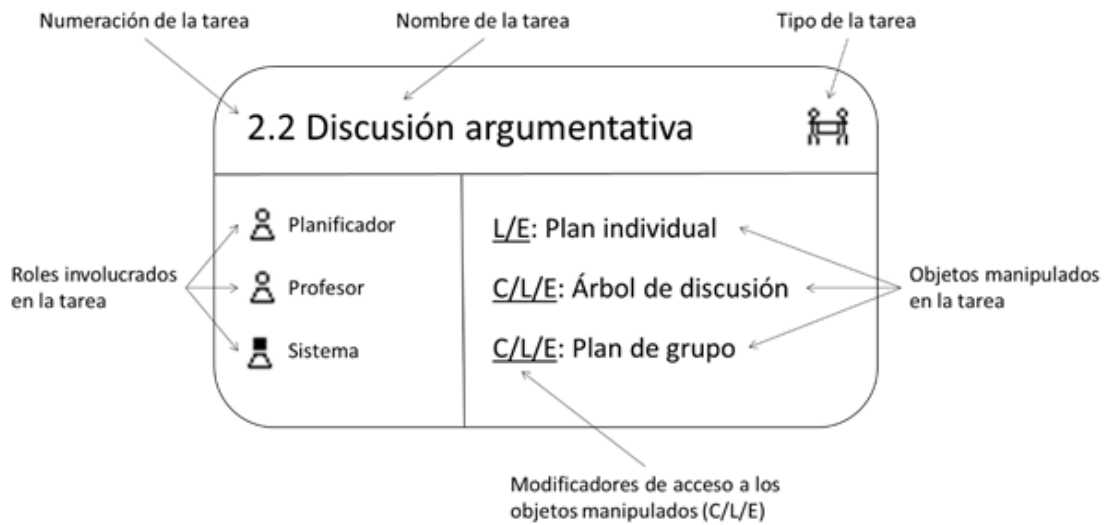 Numeración de la tarea
Nombre de la tarea
Tipo de la tarea
2.2 Discusión argumentativa
Planificador
Profesor
Sistema
L/E: Plan individual
C/L/E: Árbol de discusión
C/L/E: Plan de grupo
Roles involucrados
en la tarea
Objetos manipulados
en la tarea
Modificadores de acceso a los
objetos manipulados (C/L/E)